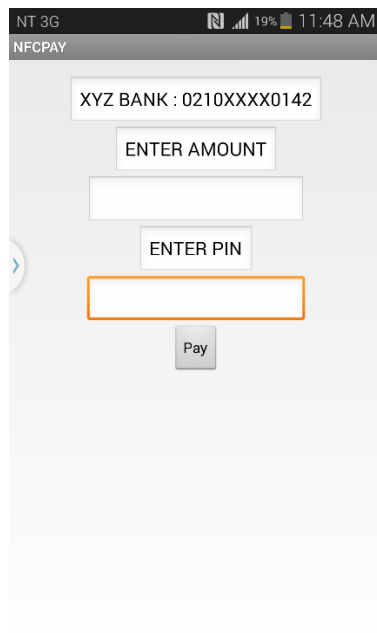 NT 3G 19% 11:48 AM
NFCPAY
XYZ BANK : 0210XXXX0142
ENTER AMOUNT
ENTER PIN
Pay